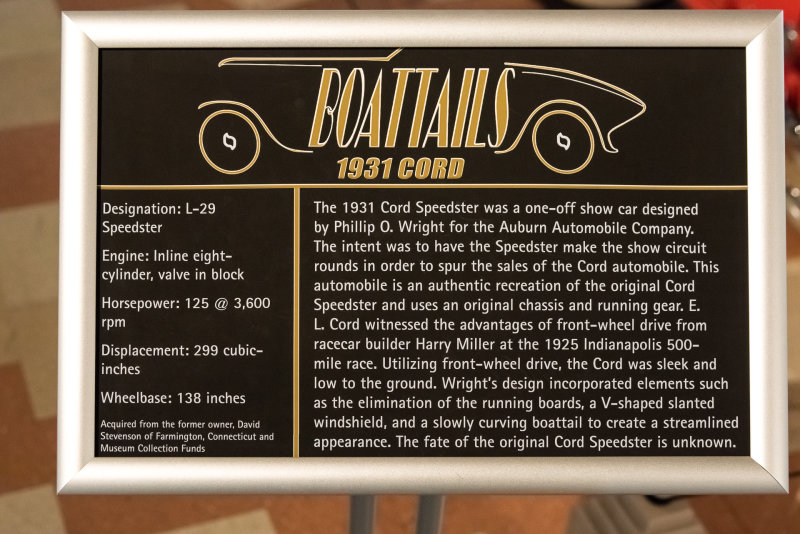 BOATTAILS
1931 CORD
Designation: L-29
Speedster
Engine: Inline eight-
cylinder, valve in block
Horsepower: 125 @ 3,600
rpm
Displacement: 299 cubic-
inches
Wheelbase: 138 inches
Acquired from the former owner, David
Stevenson of Farmington, Connecticut and
Museum Collection Funds
The 1931 Cord Speedster was a one-off show car designed
by Phillip O. Wright for the Auburn Automobile Company.
The intent was to have the Speedster make the show circuit
rounds in order to spur the sales of the Cord automobile. This
automobile is an authentic recreation of the original Cord
Speedster and uses an original chassis and running gear. E.
L. Cord witnessed the advantages of front-wheel drive from
racecar builder Harry Miller at the 1925 Indianapolis 500-
mile race. Utilizing front-wheel drive, the Cord was sleek and
low to the ground. Wright's design incorporated elements such
as the elimination of the running boards, a V-shaped slanted
windshield, and a slowly curving boattail to create a streamlined
appearance. The fate of the original Cord Speedster is unknown.